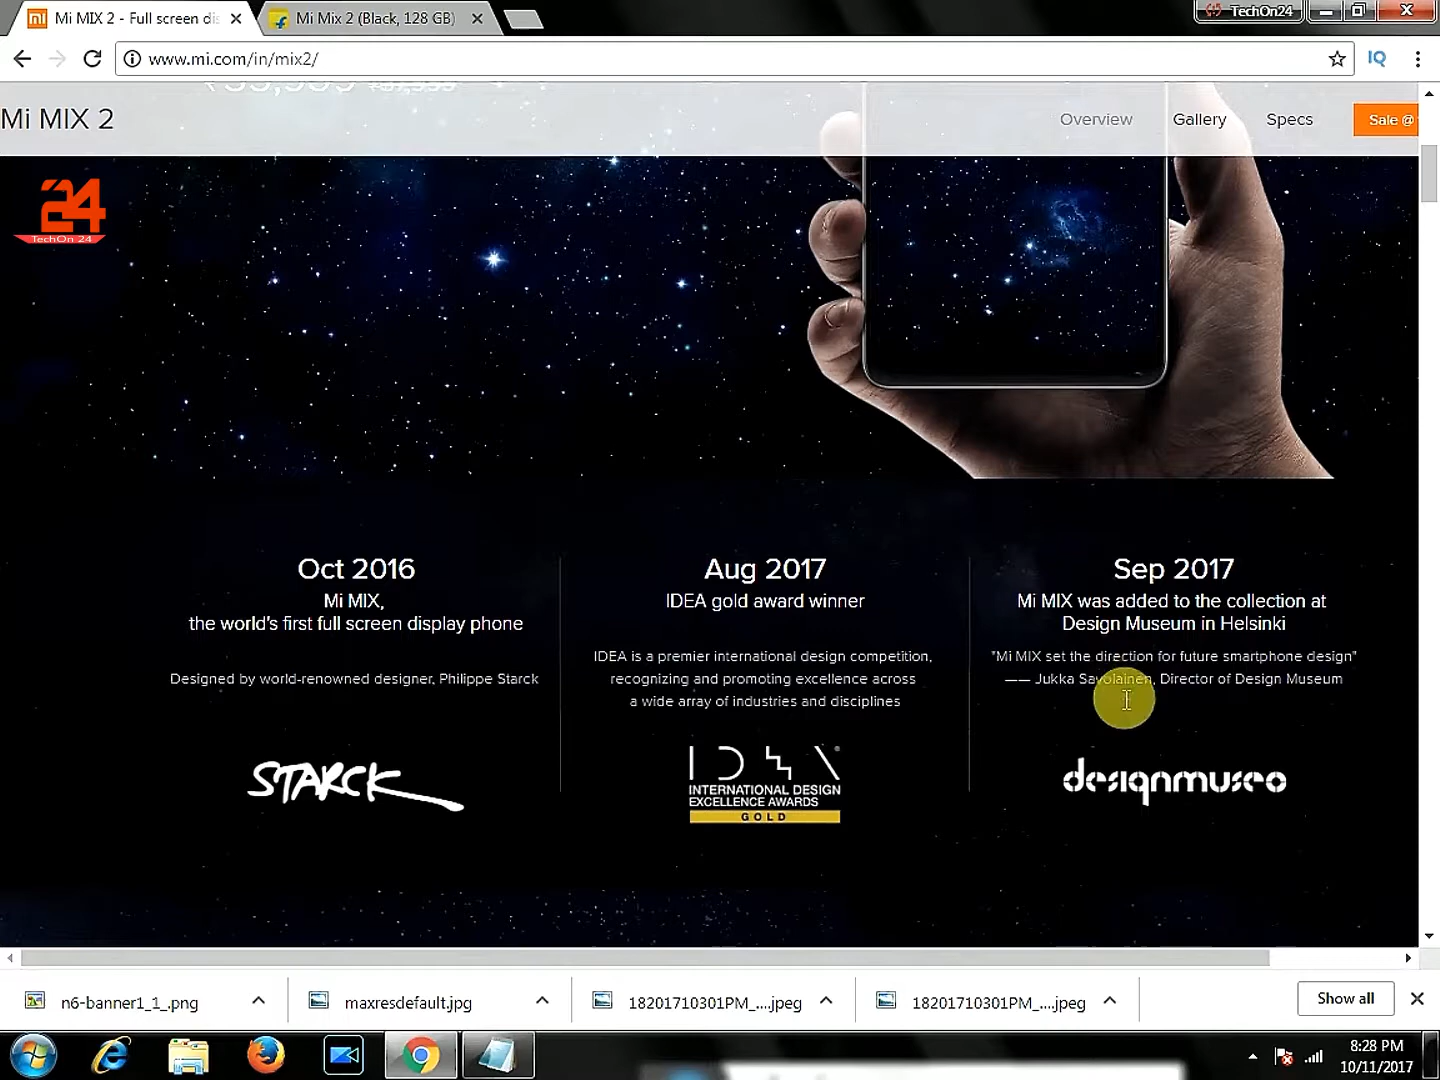 Mi MIX 2 - Full screen dis
Mi Mix 2 (Black, 128 GB)
TechOn24
www.mi.com/in/mix2/
IQ
Mi MIX 2
Overview
Gallery
Specs
Sale @
24
TechOn 24
Oct 2016
Mi MIX,
the world's first full screen display phone
Designed by world-renowned designer, Philippe Starck
STARCK
Aug 2017
IDEA gold award winner
IDEA is a premier international design competition,
recognizing and promoting excellence across
a wide array of industries and disciplines
IDEA
INTERNATIONAL DESIGN
EXCELLENCE AWARDS
GOLD
Sep 2017
Mi MIX was added to the collection at
Design Museum in Helsinki
"Mi MIX set the direction for future smartphone design"
—— Jukka Savolainen, Director of Design Museum
designmuseo
n6-banner1_1_.png
maxresdefault.jpg
18201710301PM_....jpeg
18201710301PM_....jpeg
Show all
8:28 PM
10/11/2017